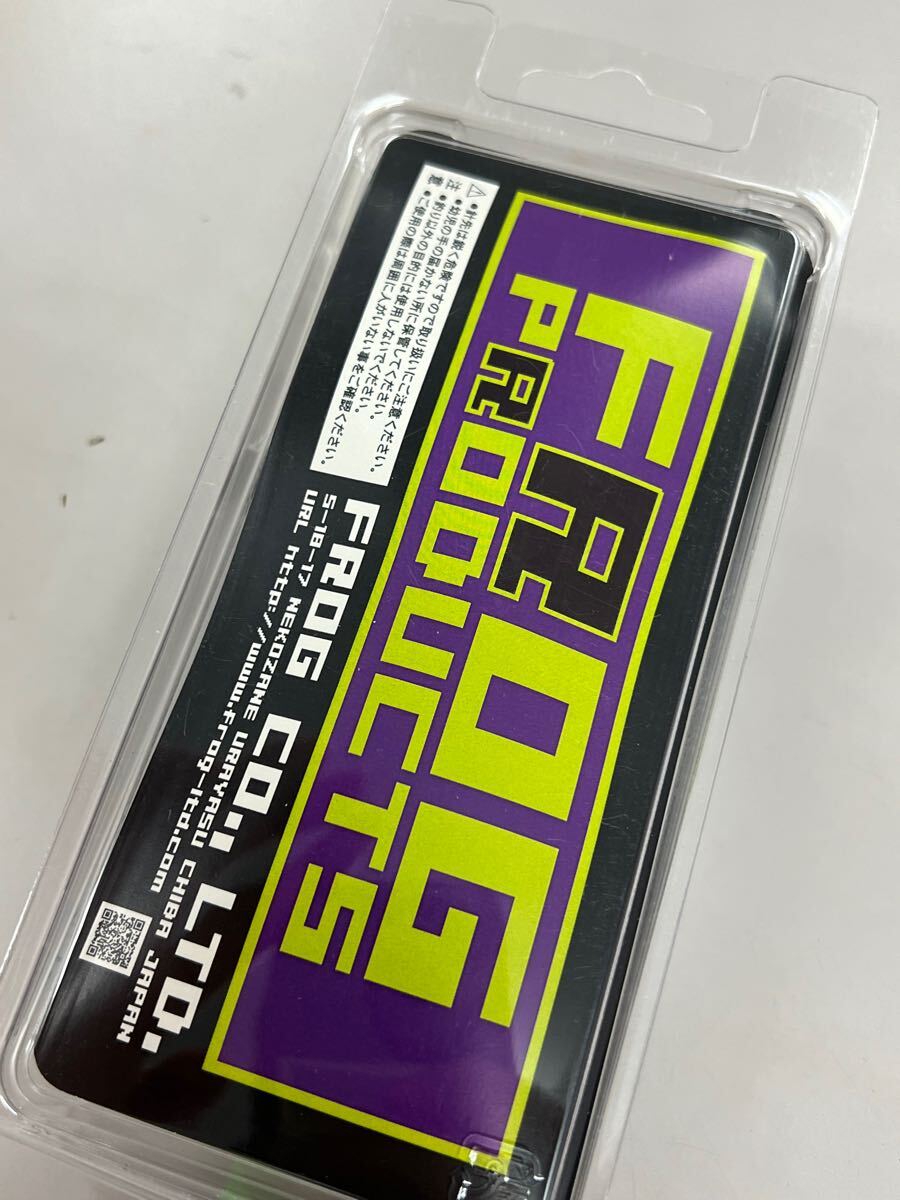 FROG
PRODUCTS
⚠注意
●針先は鋭く危険ですので取り扱いにご注意ください。
●幼児の手の届かない所に保管してください。
●釣り以外の目的には使用しないでください。
●ご使用の際は周囲に人がいない事をご確認ください。
FROG CO., LTD.
5-18-17 NEKOZANE URAYASU CHIBA JAPAN
URL http://www.frog-ltd.com